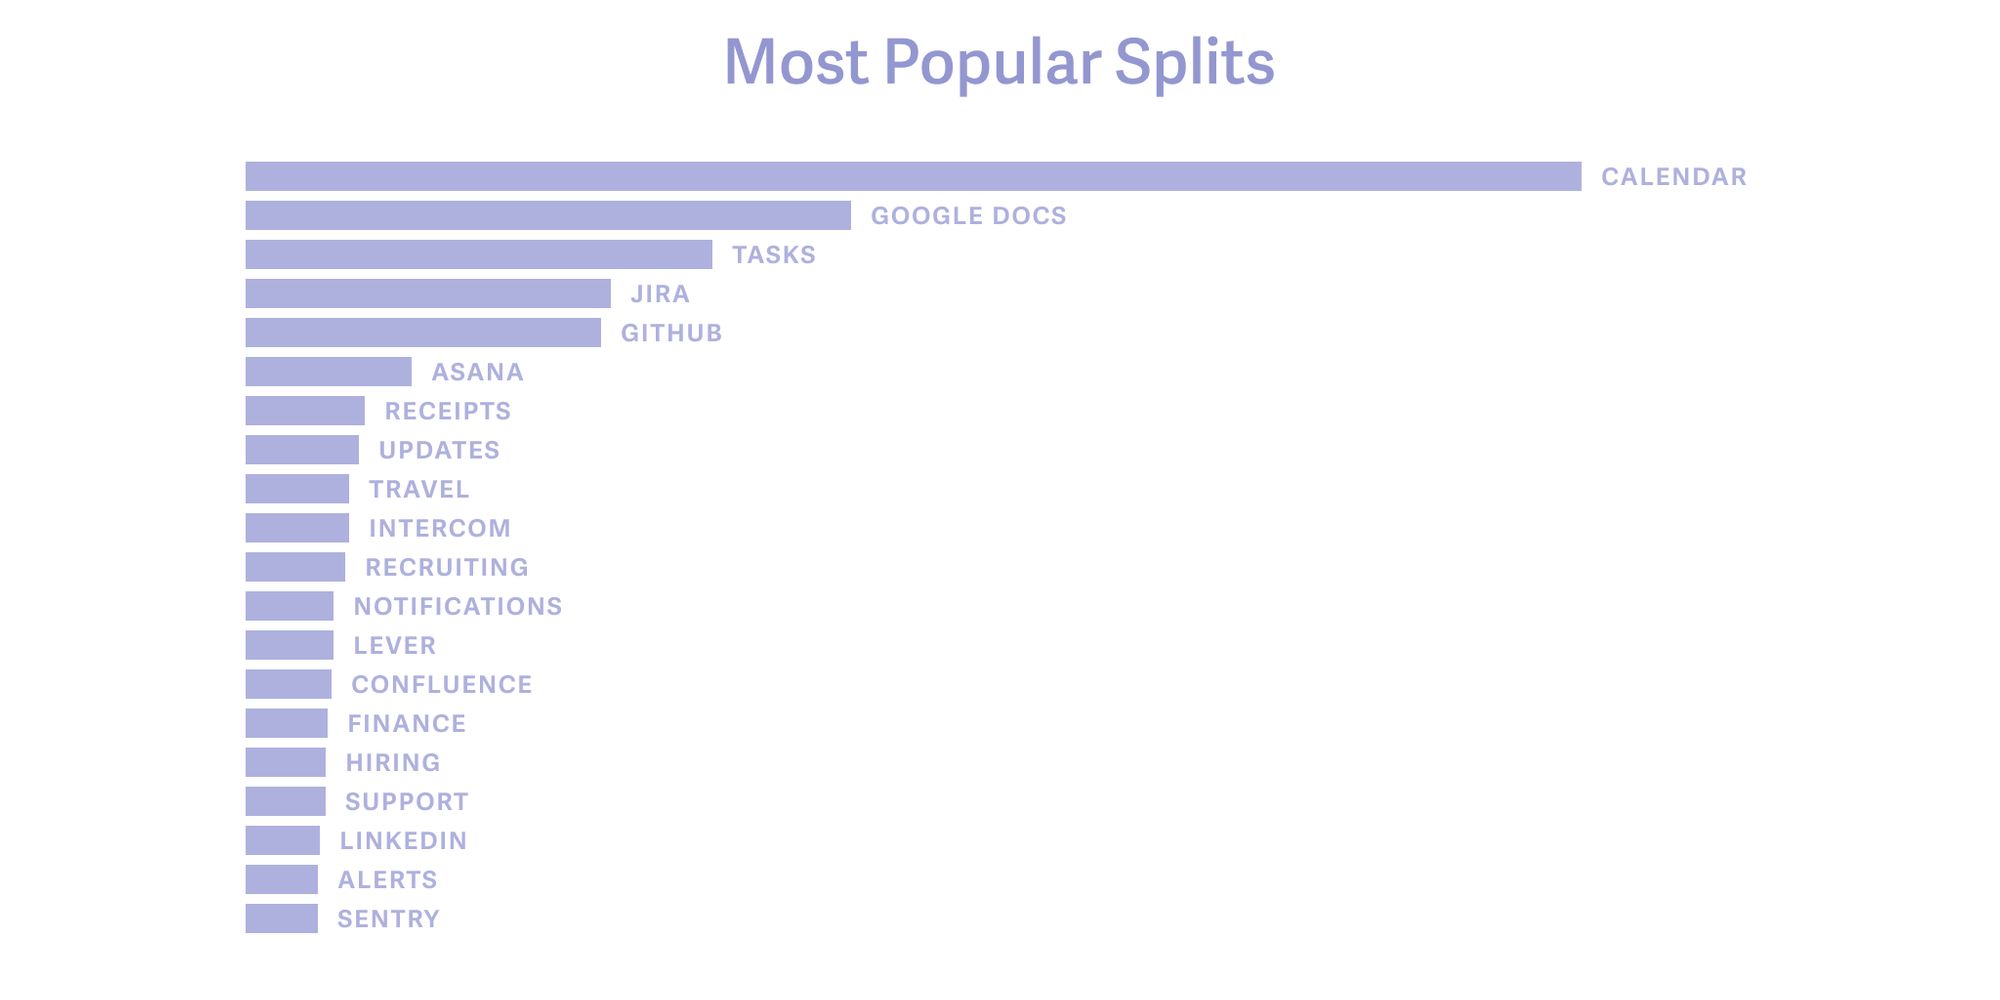 Most Popular Splits
CALENDAR
GOOGLE DOCS
TASKS
JIRA
GITHUB
ASANA
RECEIPTS
UPDATES
TRAVEL
INTERCOM
RECRUITING
NOTIFICATIONS
LEVER
CONFLUENCE
FINANCE
HIRING
SUPPORT
LINKEDIN
ALERTS
SENTRY